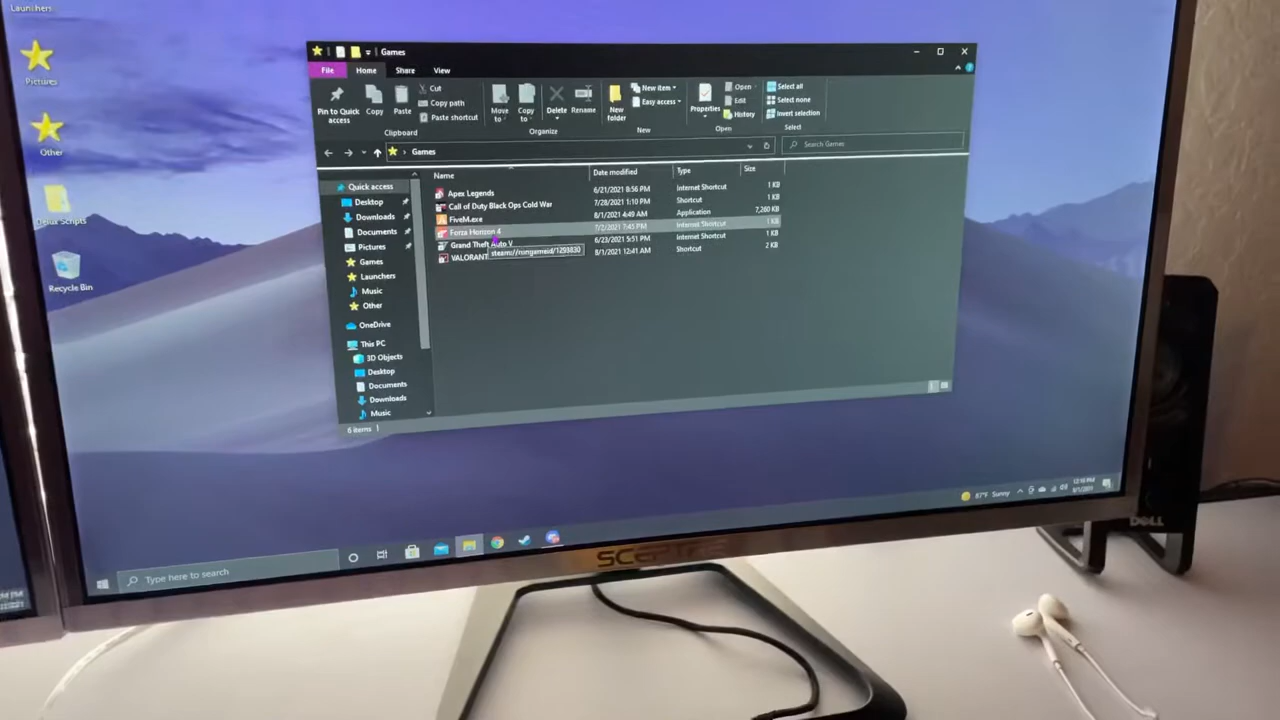 Launchers
Pictures
Other
Recycle Bin
Games
File Home Share View
Pin to Quick access
Copy
Paste
Cut
Copy path
Paste shortcut
Clipboard
Move to
Copy to
Delete
Rename
Organize
New folder
New item
Easy access
New
Properties
Open
Edit
History
Open
Select all
Select none
Invert selection
Select
Games
Search Games
Name Date modified Type Size
Apex Legends 6/21/2021 8:56 PM Internet Shortcut 1 KB
Call of Duty Black Ops Cold War 7/28/2021 1:10 PM Shortcut 1 KB
FiveM.exe 8/1/2021 4:49 AM Application 7,260 KB
Forza Horizon 4 7/2/2021 7:45 PM Internet Shortcut 1 KB
Grand Theft Auto V 6/23/2021 5:51 PM Internet Shortcut 1 KB
VALORANT 8/1/2021 12:41 AM Shortcut 2 KB
steam://rungameid/1293830
Quick access
Desktop
Downloads
Documents
Pictures
Games
Launchers
Music
Other
OneDrive
This PC
3D Objects
Desktop
Documents
Downloads
Music
6 items
Type here to search
87°F Sunny
12:16 PM
8/1/2021
SCEPTRE
DELL